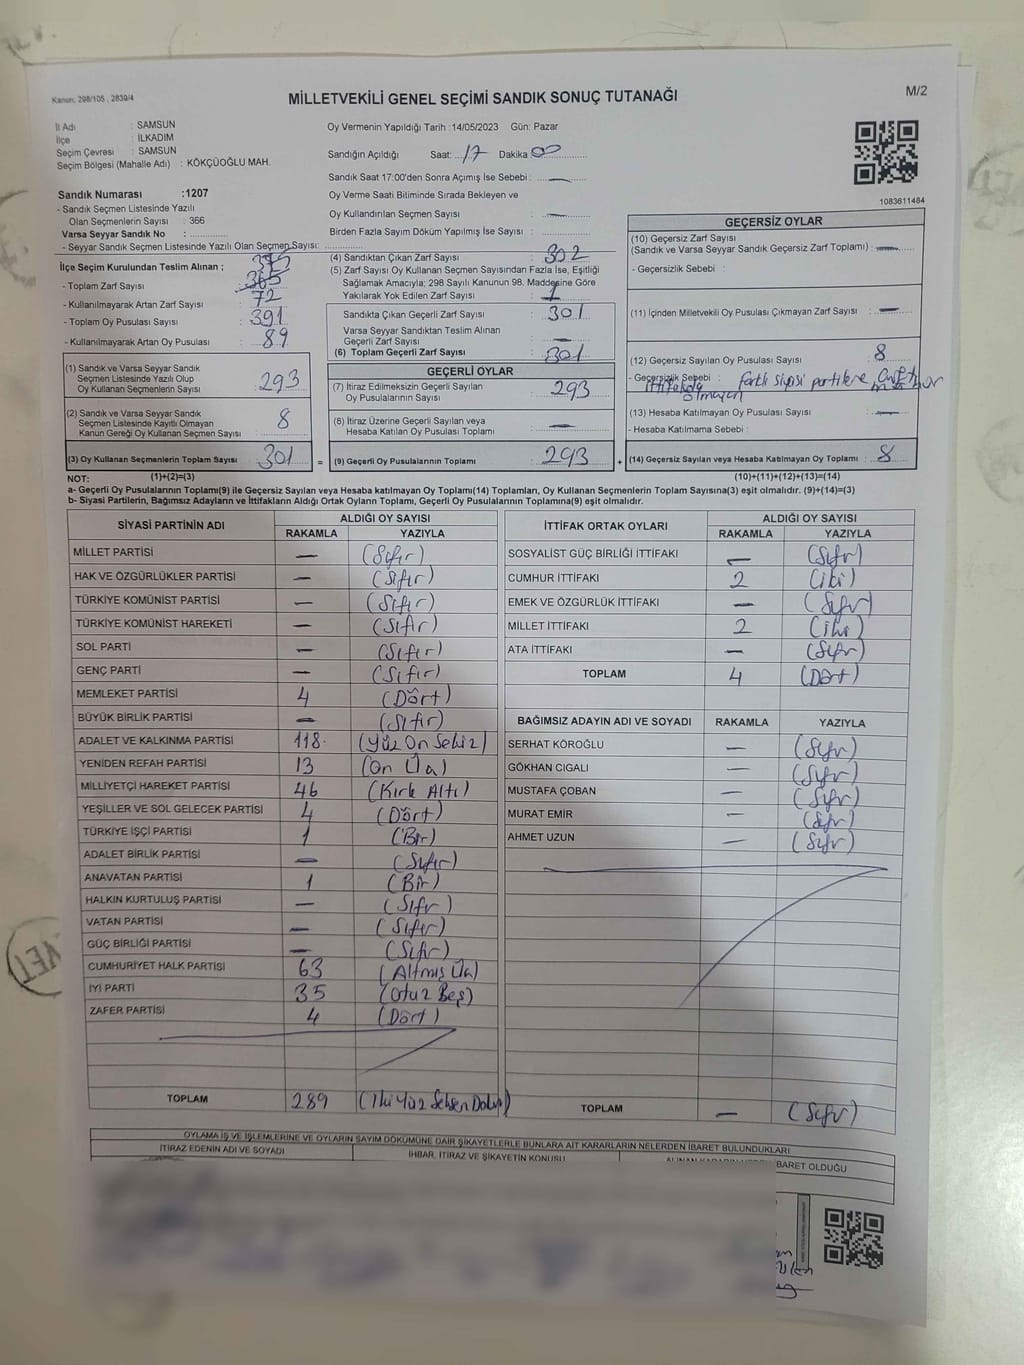 Kanun: 298/105 , 2839/4
MİLLETVEKİLİ GENEL SEÇİMİ SANDIK SONUÇ TUTANAĞI
M/2
İl Adı : SAMSUN
İlçe : İLKADIM
Seçim Çevresi : SAMSUN
Seçim Bölgesi (Mahalle Adı) : KÖKÇÜOĞLU MAH.
Sandık Numarası :1207
- Sandık Seçmen Listesinde Yazılı
Olan Seçmenlerin Sayısı : 366
Varsa Seyyar Sandık No :
- Seyyar Sandık Seçmen Listesinde Yazılı Olan Seçmen Sayısı:
Oy Vermenin Yapıldığı Tarih :14/05/2023 Gün: Pazar
Sandığın Açıldığı Saat: 17 Dakika 00
Sandık Saat 17:00'den Sonra Açımış İse Sebebi : —
Oy Verme Saati Bitiminde Sırada Bekleyen ve
Oy Kullandırılan Seçmen Sayısı : —
Birden Fazla Sayım Döküm Yapılmış İse Sayısı :
1083611484
İlçe Seçim Kurulundan Teslim Alınan ;
- Toplam Zarf Sayısı : 365
- Kullanılmayarak Artan Zarf Sayısı : 72
- Toplam Oy Pusulası Sayısı : 391
- Kullanılmayarak Artan Oy Pusulası : 89
(1) Sandık ve Varsa Seyyar Sandık
Seçmen Listesinde Yazılı Olup
Oy Kullanan Seçmenlerin Sayısı : 293
(2) Sandık ve Varsa Seyyar Sandık
Seçmen Listesinde Kayıtlı Olmayan
Kanun Gereği Oy Kullanan Seçmen Sayısı : 8
(3) Oy Kullanan Seçmenlerin Toplam Sayısı : 301
(4) Sandıktan Çıkan Zarf Sayısı : 302
(5) Zarf Sayısı Oy Kullanan Seçmen Sayısından Fazla İse, Eşitliği
Sağlamak Amacıyla; 298 Sayılı Kanunun 98. Maddesine Göre
Yakılarak Yok Edilen Zarf Sayısı : 1
Sandıkta Çıkan Geçerli Zarf Sayısı : 301
Varsa Seyyar Sandıktan Teslim Alınan
Geçerli Zarf Sayısı : —
(6) Toplam Geçerli Zarf Sayısı : 301
GEÇERLİ OYLAR
(7) İtiraz Edilmeksizin Geçerli Sayılan
Oy Pusulalarının Sayısı : 293
(8) İtiraz Üzerine Geçerli Sayılan veya
Hesaba Katılan Oy Pusulası Toplamı : —
= (9) Geçerli Oy Pusulalarının Toplamı : 293
GEÇERSİZ OYLAR
(10) Geçersiz Zarf Sayısı
(Sandık ve Varsa Seyyar Sandık Geçersiz Zarf Toplamı) : —
- Geçersizlik Sebebi :
(11) İçinden Milletvekili Oy Pusulası Çıkmayan Zarf Sayısı : —
(12) Geçersiz Sayılan Oy Pusulası Sayısı : 8
- Geçersizlik Sebebi : farklı siyasi partilere
ittifakda olmayan
(13) Hesaba Katılmayan Oy Pusulası Sayısı : —
- Hesaba Katılmama Sebebi :
+ (14) Geçersiz Sayılan veya Hesaba Katılmayan Oy Toplamı : 8
NOT: (1)+(2)=(3) (10)+(11)+(12)+(13)=(14)
a- Geçerli Oy Pusulalarının Toplamı(9) ile Geçersiz Sayılan veya Hesaba katılmayan Oy Toplam(14) Toplamları, Oy Kullanan Seçmenlerin Toplam Sayısına(3) eşit olmalıdır. (9)+(14)=(3)
b- Siyasi Partilerin, Bağımsız Adayların ve İttifakların Aldığı Ortak Oyların Toplamı, Geçerli Oy Pusulalarının Toplamına(9) eşit olmalıdır.
SİYASİ PARTİNİN ADI ALDIĞI OY SAYISI
RAKAMLA YAZIYLA
MİLLET PARTİSİ — (Sıfır)
HAK VE ÖZGÜRLÜKLER PARTİSİ — (Sıfır)
TÜRKİYE KOMÜNİST PARTİSİ — (Sıfır)
TÜRKİYE KOMÜNİST HAREKETİ — (Sıfır)
SOL PARTİ — (Sıfır)
GENÇ PARTİ — (Sıfır)
MEMLEKET PARTİSİ 4 (Dört)
BÜYÜK BİRLİK PARTİSİ — (Sıfır)
ADALET VE KALKINMA PARTİSİ 118 (Yüz On Sekiz)
YENİDEN REFAH PARTİSİ 13 (On Üç)
MİLLİYETÇİ HAREKET PARTİSİ 46 (Kırk Altı)
YEŞİLLER VE SOL GELECEK PARTİSİ 4 (Dört)
TÜRKİYE İŞÇİ PARTİSİ 1 (Bir)
ADALET BİRLİK PARTİSİ — (Sıfır)
ANAVATAN PARTİSİ 1 (Bir)
HALKIN KURTULUŞ PARTİSİ — (Sıfır)
VATAN PARTİSİ — (Sıfır)
GÜÇ BİRLİĞİ PARTİSİ — (Sıfır)
CUMHURİYET HALK PARTİSİ 63 (Altmış Üç)
İYİ PARTİ 35 (Otuz Beş)
ZAFER PARTİSİ 4 (Dört)
TOPLAM 289 (İki Yüz Seksen Dokuz)
İTTİFAK ORTAK OYLARI ALDIĞI OY SAYISI
RAKAMLA YAZIYLA
SOSYALİST GÜÇ BİRLİĞİ İTTİFAKI — (Sıfır)
CUMHUR İTTİFAKI 2 (iki)
EMEK VE ÖZGÜRLÜK İTTİFAKI — (Sıfır)
MİLLET İTTİFAKI 2 (iki)
ATA İTTİFAKI — (Sıfır)
TOPLAM 4 (Dört)
BAĞIMSIZ ADAYIN ADI VE SOYADI RAKAMLA YAZIYLA
SERHAT KÖROĞLU — (Sıfır)
GÖKHAN CIGALI — (Sıfır)
MUSTAFA ÇOBAN — (Sıfır)
MURAT EMİR — (Sıfır)
AHMET UZUN — (Sıfır)
TOPLAM — (Sıfır)
OYLAMA İŞ VE İŞLEMLERİNE VE OYLARIN SAYIM DÖKÜMÜNE DAİR ŞİKAYETLERLE BUNLARA AİT KARARLARIN NELERDEN İBARET BULUNDUKLARI
İTİRAZ EDENİN ADI VE SOYADI İHBAR, İTİRAZ VE ŞİKAYETİN KONUSU BARET OLDUĞU